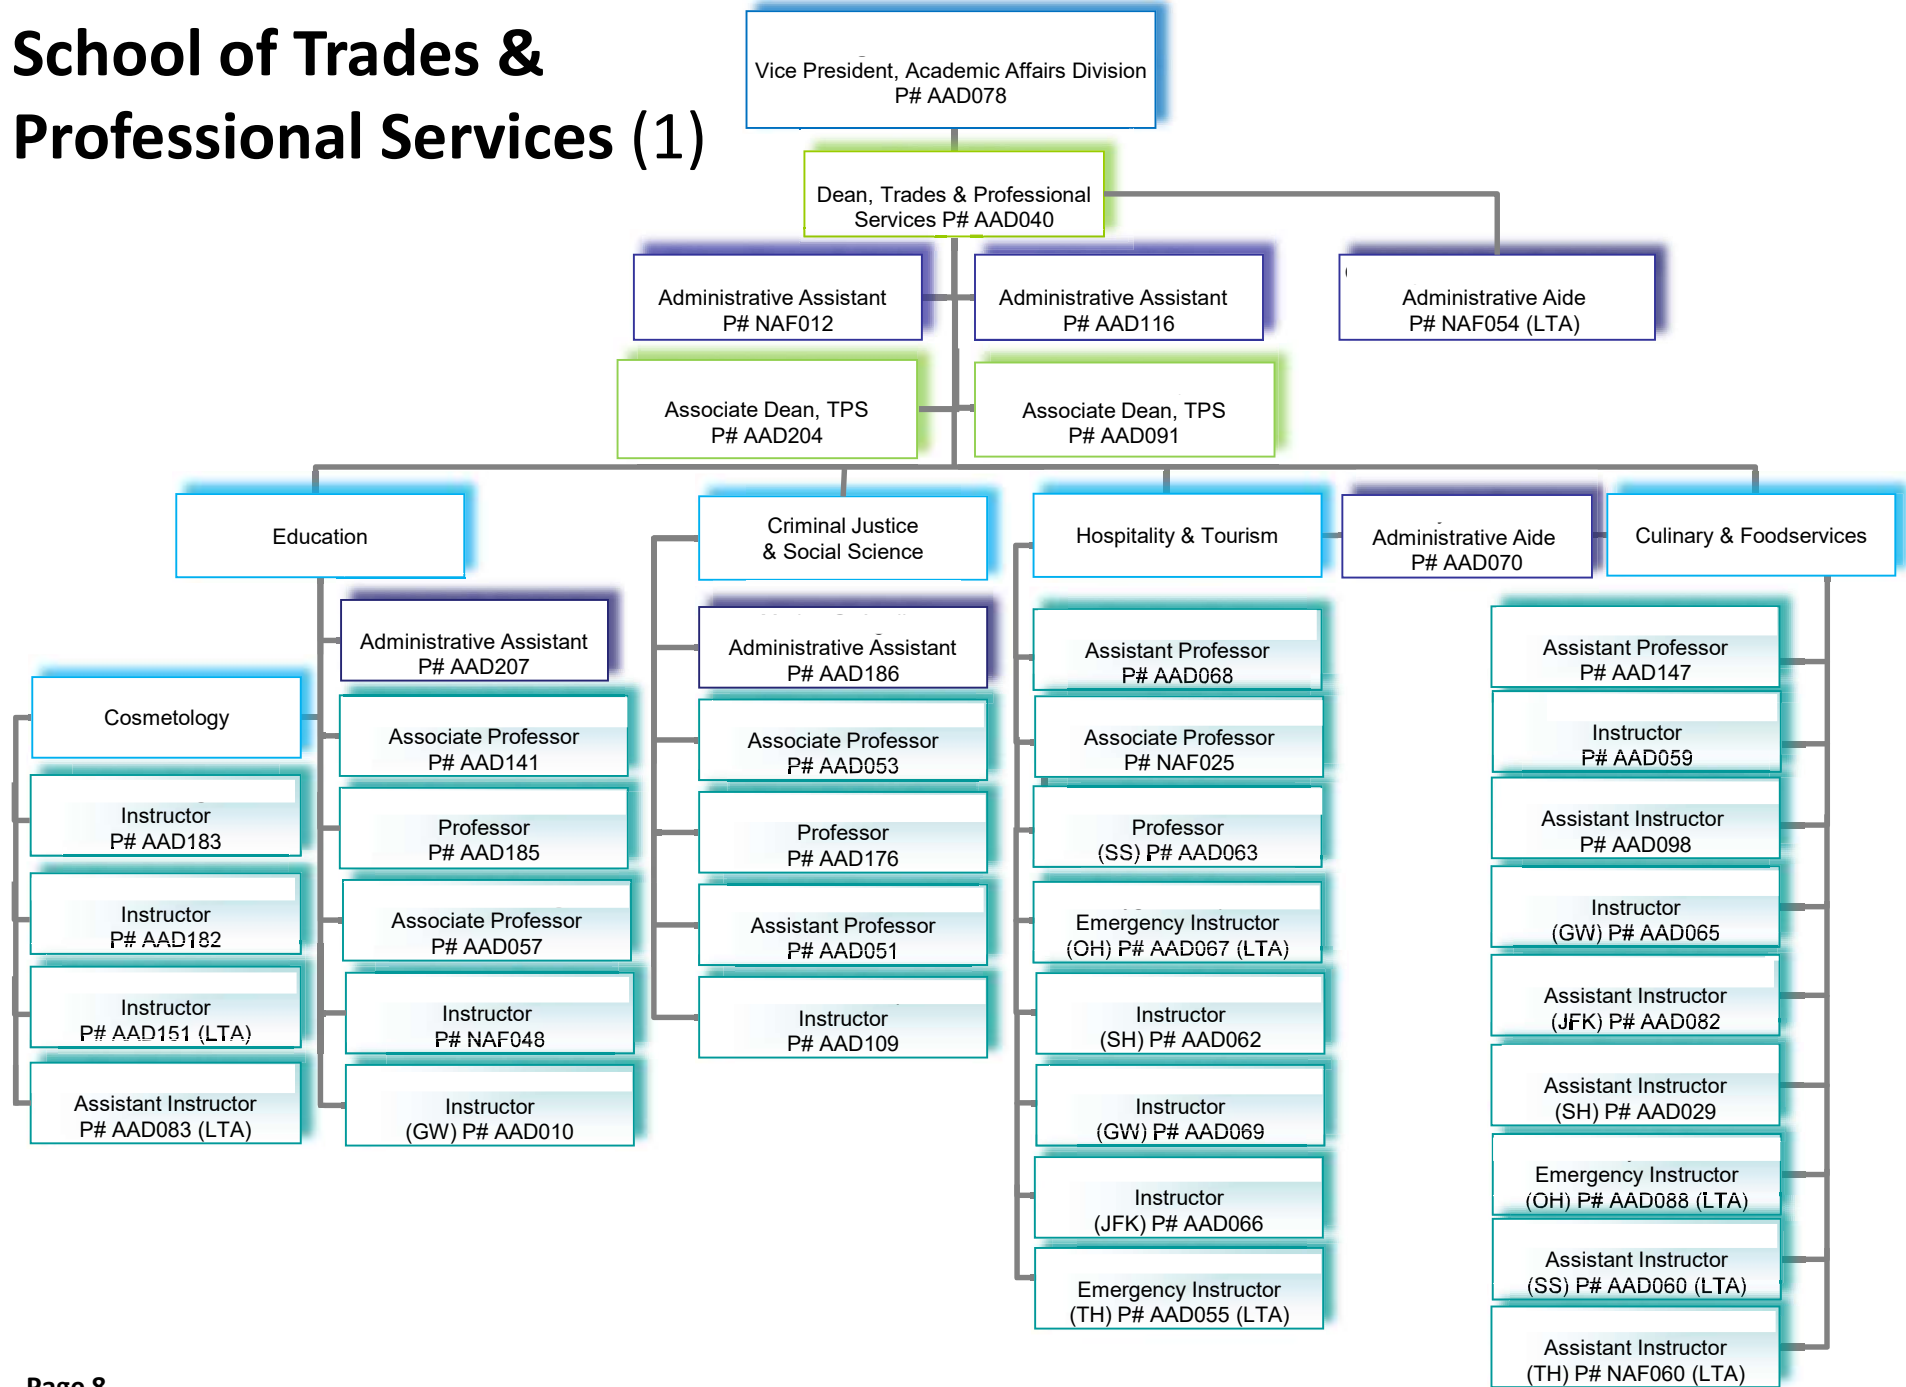 School of Trades &
Professional Services (1)
Vice President, Academic Affairs Division
P# AAD078
Dean, Trades & Professional
Services P# AAD040
Administrative Assistant
P# NAF012
Administrative Assistant
P# AAD116
Administrative Aide
P# NAF054 (LTA)
Associate Dean, TPS
P# AAD204
Associate Dean, TPS
P# AAD091
Education
Administrative Assistant
P# AAD207
Cosmetology
Instructor
P# AAD183
Instructor
P# AAD182
Instructor
P# AAD151 (LTA)
Assistant Instructor
P# AAD083 (LTA)
Associate Professor
P# AAD141
Professor
P# AAD185
Associate Professor
P# AAD057
Instructor
P# NAF048
Instructor
(GW) P# AAD010
Criminal Justice
& Social Science
Administrative Assistant
P# AAD186
Associate Professor
P# AAD053
Professor
P# AAD176
Assistant Professor
P# AAD051
Instructor
P# AAD109
Hospitality & Tourism
Administrative Aide
P# AAD070
Assistant Professor
P# AAD068
Associate Professor
P# NAF025
Professor
(SS) P# AAD063
Emergency Instructor
(OH) P# AAD067 (LTA)
Instructor
(SH) P# AAD062
Instructor
(GW) P# AAD069
Instructor
(JFK) P# AAD066
Emergency Instructor
(TH) P# AAD055 (LTA)
Culinary & Foodservices
Assistant Professor
P# AAD147
Instructor
P# AAD059
Assistant Instructor
P# AAD098
Instructor
(GW) P# AAD065
Assistant Instructor
(JFK) P# AAD082
Assistant Instructor
(SH) P# AAD029
Emergency Instructor
(OH) P# AAD088 (LTA)
Assistant Instructor
(SS) P# AAD060 (LTA)
Assistant Instructor
(TH) P# NAF060 (LTA)
Page 8